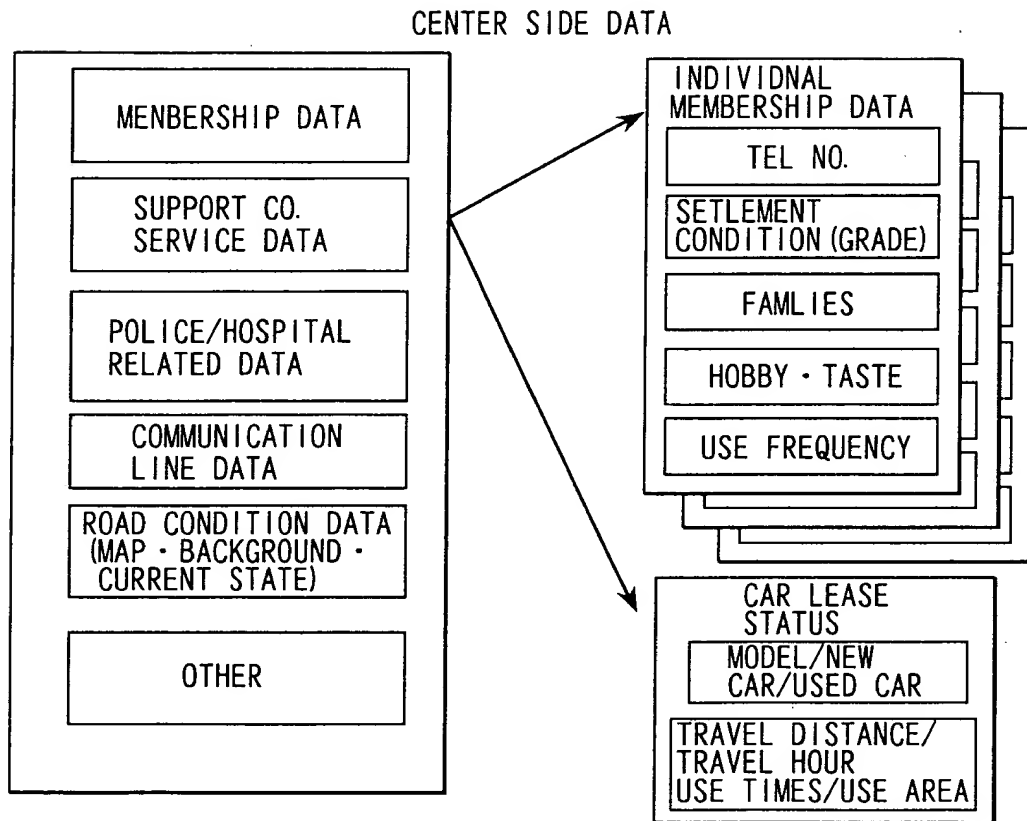 CENTER SIDE DATA
MENBERSHIP DATA
SUPPORT CO.
SERVICE DATA
POLICE/HOSPITAL
RELATED DATA
COMMUNICATION
LINE DATA
ROAD CONDITION DATA
(MAP・BACKGROUND・
CURRENT STATE)
OTHER
INDIVIDNAL
MEMBERSHIP DATA
TEL NO.
SETLEMENT
CONDITION(GRADE)
FAMLIES
HOBBY・TASTE
USE FREQUENCY
CAR LEASE
STATUS
MODEL/NEW
CAR/USED CAR
TRAVEL DISTANCE/
TRAVEL HOUR
USE TIMES/USE AREA